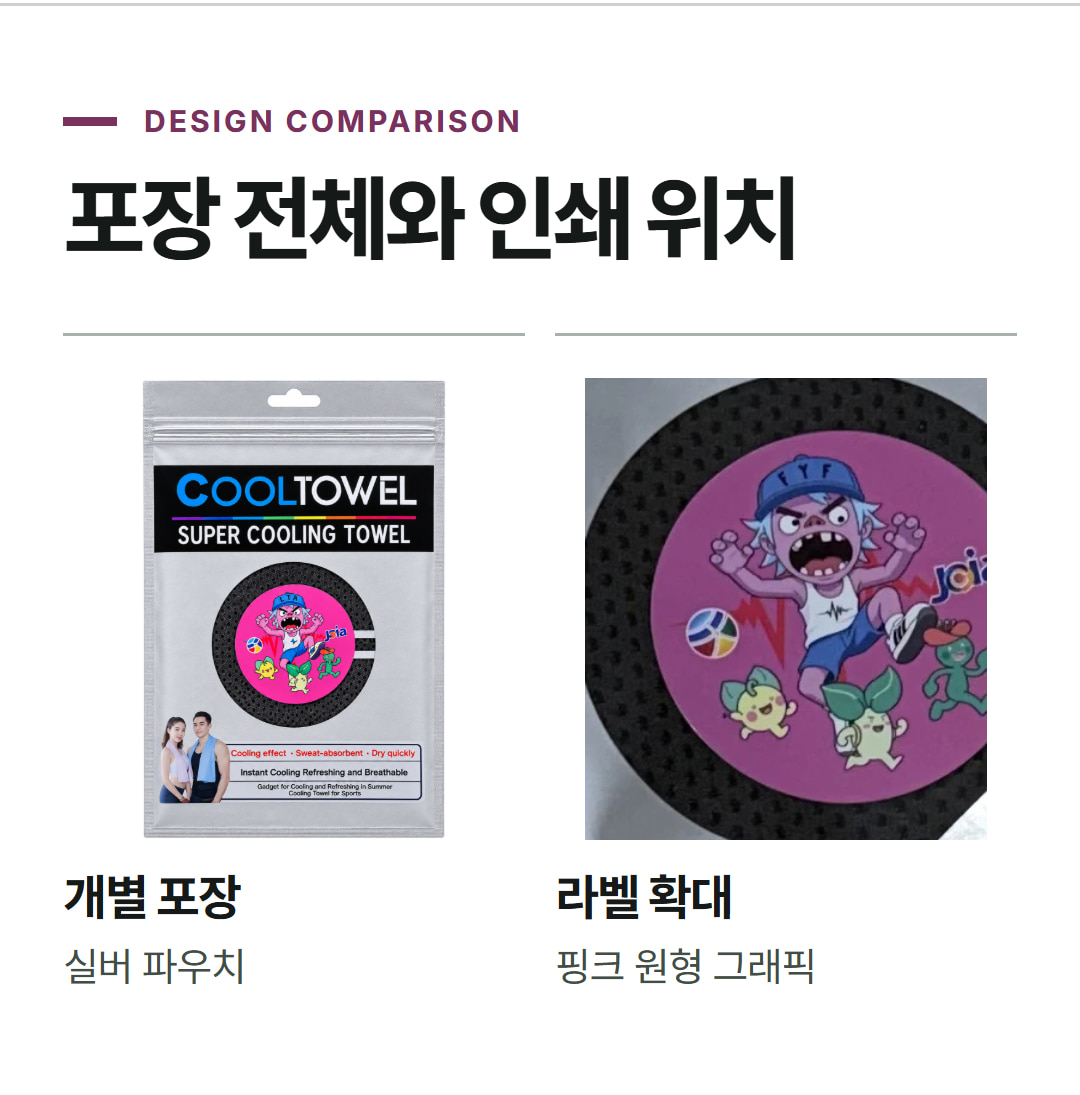 DESIGN COMPARISON
포장 전체와 인쇄 위치
COOLTOWEL
SUPER COOLING TOWEL
Joia
Cooling effect · Sweat-absorbent · Dry quickly
Instant Cooling Refreshing and Breathable
Gadget for Cooling and Refreshing in Summer
Cooling Towel for Sports
FYF
Joia
개별 포장
라벨 확대
실버 파우치
핑크 원형 그래픽